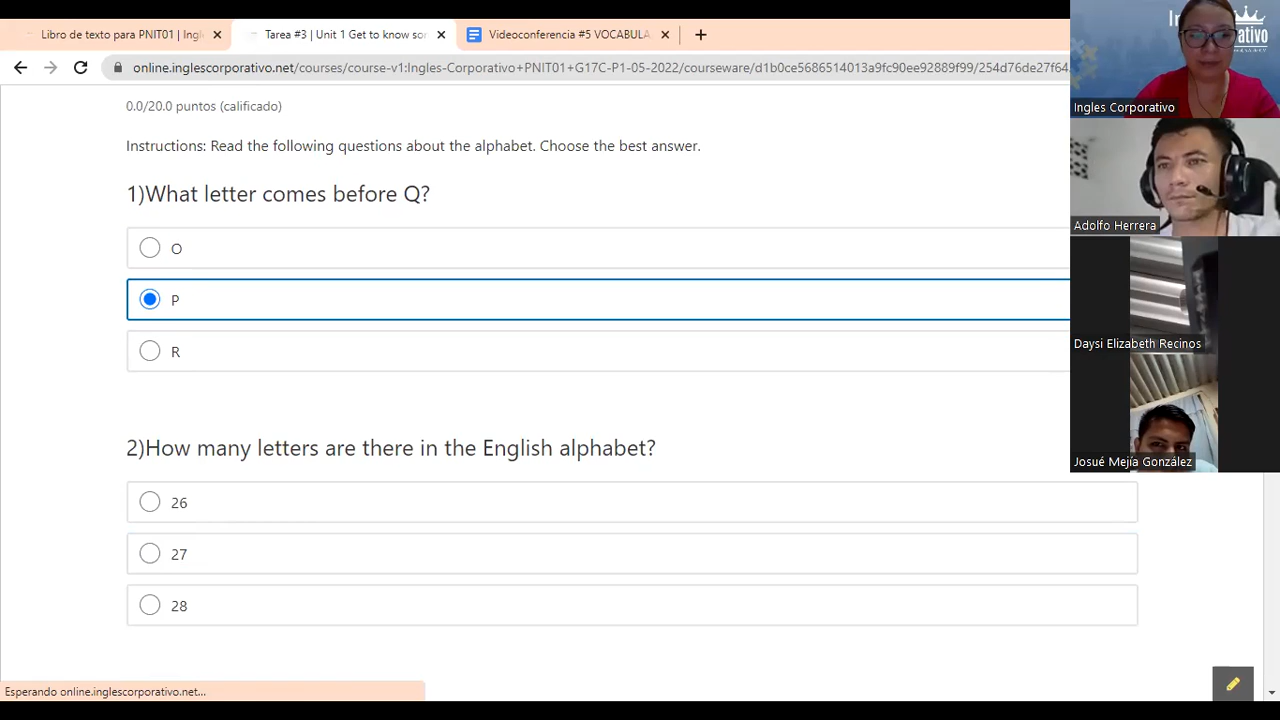 Libro de texto para PNIT01 | Ingl
Tarea #3 | Unit 1 Get to know sor
Videoconferencia #5 VOCABULA
online.inglescorporativo.net/courses/course-v1:Ingles-Corporativo+PNIT01+G17C-P1-05-2022/courseware/d1b0ce5686514013a9fc90ee92889f99/254d76de27f64
0.0/20.0 puntos (calificado)
Instructions: Read the following questions about the alphabet. Choose the best answer.
1)What letter comes before Q?
O
P
R
2)How many letters are there in the English alphabet?
26
27
28
Esperando online.inglescorporativo.net...
Ingles Corporativo
Adolfo Herrera
Daysi Elizabeth Recinos
Josué Mejía González